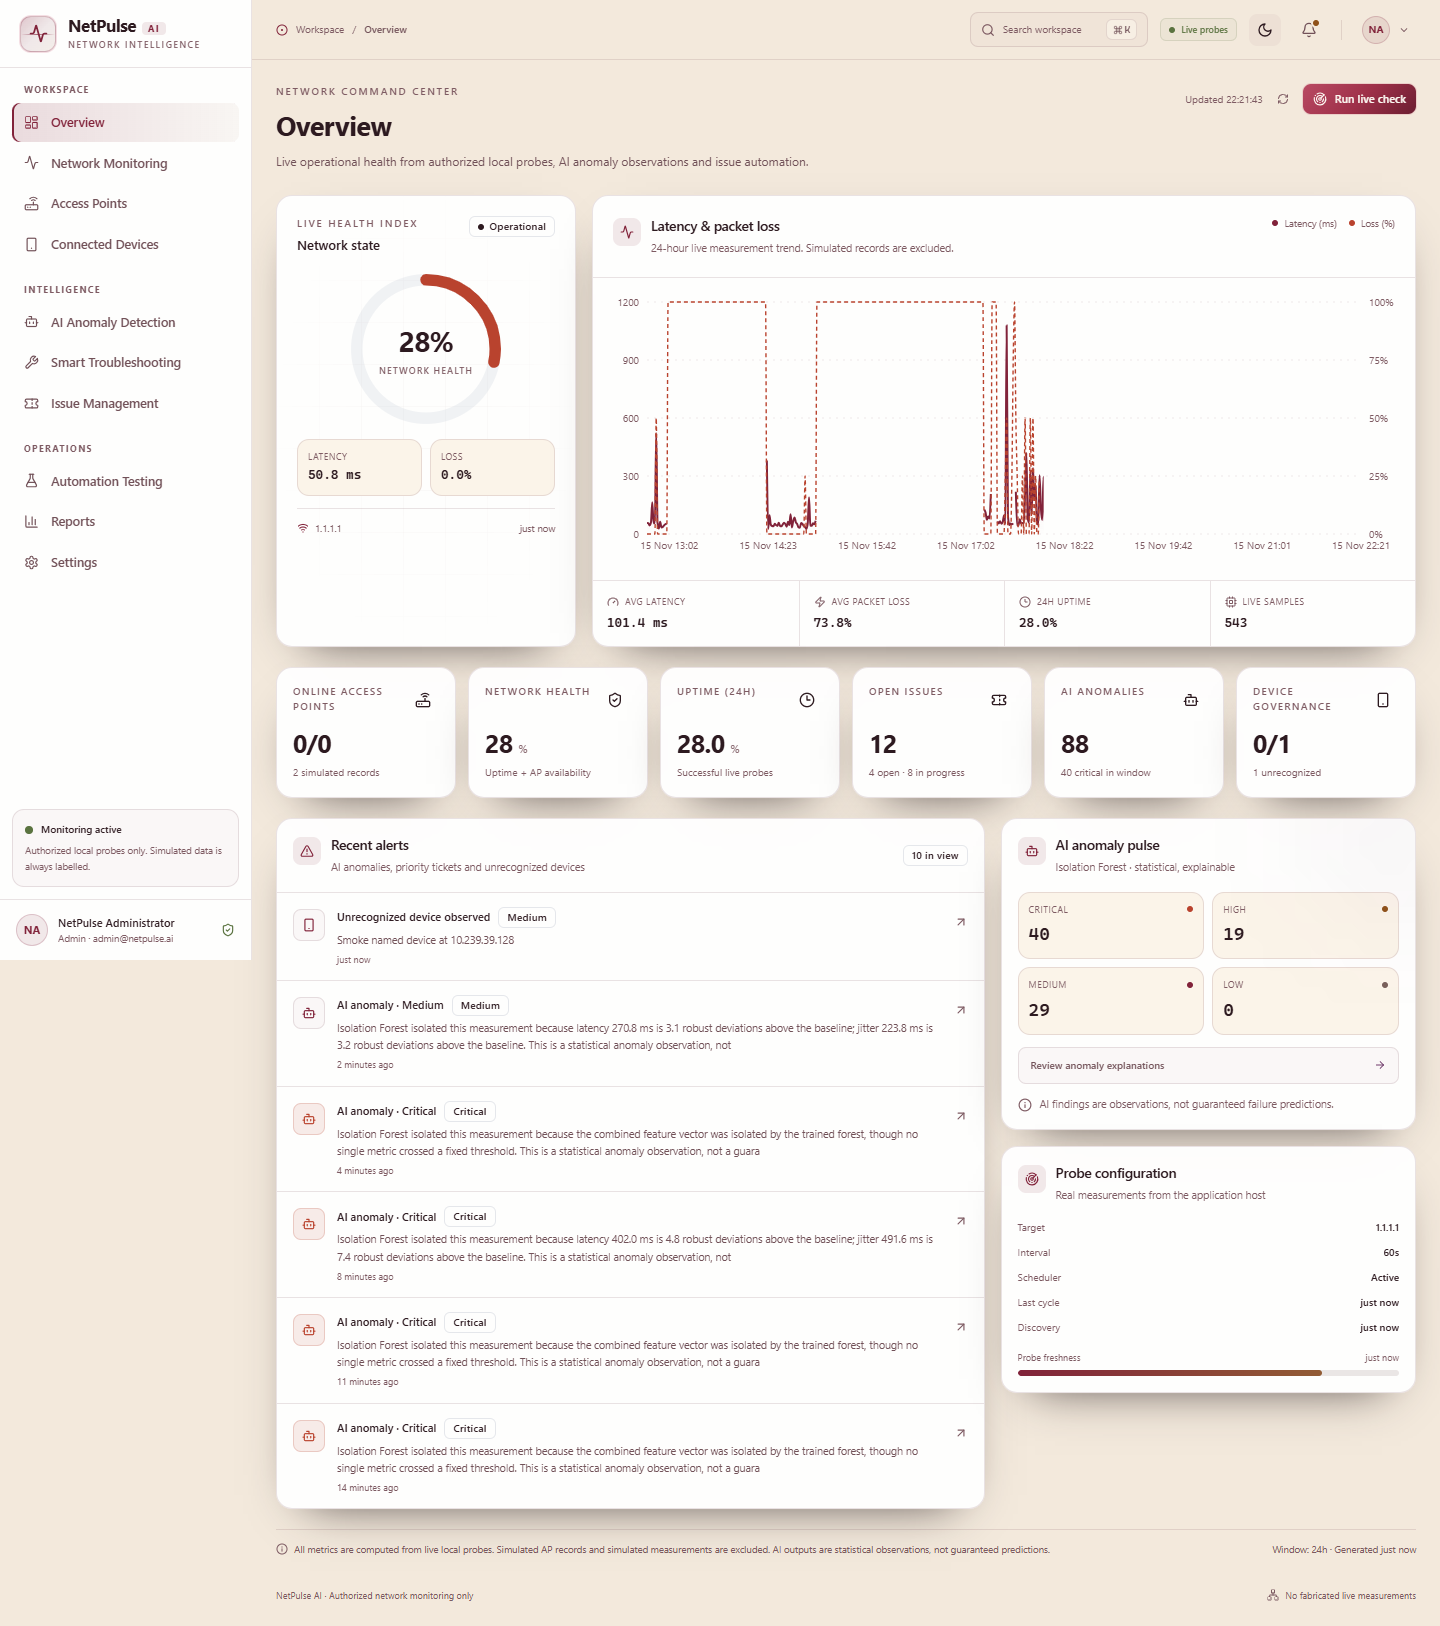 NetPulse AI
NETWORK INTELLIGENCE
WORKSPACE
Overview
Network Monitoring
Access Points
Connected Devices
INTELLIGENCE
AI Anomaly Detection
Smart Troubleshooting
Issue Management
OPERATIONS
Automation Testing
Reports
Settings
Monitoring active
Authorized local probes only. Simulated data is
always labelled.
NA
NetPulse Administrator
Admin · admin@netpulse.ai
Workspace / Overview
Search workspace ⌘K
Live probes
NA
NETWORK COMMAND CENTER
Overview
Live operational health from authorized local probes, AI anomaly observations and issue automation.
Updated 22:21:43
Run live check
LIVE HEALTH INDEX
Network state
Operational
28%
NETWORK HEALTH
LATENCY
50.8 ms
LOSS
0.0%
1.1.1.1
just now
Latency & packet loss
24-hour live measurement trend. Simulated records are excluded.
Latency (ms) Loss (%)
1200 100%
900 75%
600 50%
300 25%
0 0%
15 Nov 13:02 15 Nov 14:23 15 Nov 15:42 15 Nov 17:02 15 Nov 18:22 15 Nov 19:42 15 Nov 21:01 15 Nov 22:21
AVG LATENCY
101.4 ms
AVG PACKET LOSS
73.8%
24H UPTIME
28.0%
LIVE SAMPLES
543
ONLINE ACCESS
POINTS
0/0
2 simulated records
NETWORK HEALTH
28 %
Uptime + AP availability
UPTIME (24H)
28.0 %
Successful live probes
OPEN ISSUES
12
4 open · 8 in progress
AI ANOMALIES
88
40 critical in window
DEVICE
GOVERNANCE
0/1
1 unrecognized
Recent alerts
AI anomalies, priority tickets and unrecognized devices
10 in view
Unrecognized device observed Medium
Smoke named device at 10.239.39.128
just now
AI anomaly · Medium Medium
Isolation Forest isolated this measurement because latency 270.8 ms is 3.1 robust deviations above the baseline; jitter 223.8 ms is
3.2 robust deviations above the baseline. This is a statistical anomaly observation, not
2 minutes ago
AI anomaly · Critical Critical
Isolation Forest isolated this measurement because the combined feature vector was isolated by the trained forest, though no
single metric crossed a fixed threshold. This is a statistical anomaly observation, not a guara
4 minutes ago
AI anomaly · Critical Critical
Isolation Forest isolated this measurement because latency 402.0 ms is 4.8 robust deviations above the baseline; jitter 491.6 ms is
7.4 robust deviations above the baseline. This is a statistical anomaly observation, not
8 minutes ago
AI anomaly · Critical Critical
Isolation Forest isolated this measurement because the combined feature vector was isolated by the trained forest, though no
single metric crossed a fixed threshold. This is a statistical anomaly observation, not a guara
11 minutes ago
AI anomaly · Critical Critical
Isolation Forest isolated this measurement because the combined feature vector was isolated by the trained forest, though no
single metric crossed a fixed threshold. This is a statistical anomaly observation, not a guara
14 minutes ago
AI anomaly pulse
Isolation Forest · statistical, explainable
CRITICAL
40
HIGH
19
MEDIUM
29
LOW
0
Review anomaly explanations
AI findings are observations, not guaranteed failure predictions.
Probe configuration
Real measurements from the application host
Target 1.1.1.1
Interval 60s
Scheduler Active
Last cycle just now
Discovery just now
Probe freshness just now
All metrics are computed from live local probes. Simulated AP records and simulated measurements are excluded. AI outputs are statistical observations, not guaranteed predictions.
Window: 24h · Generated just now
NetPulse AI · Authorized network monitoring only
No fabricated live measurements